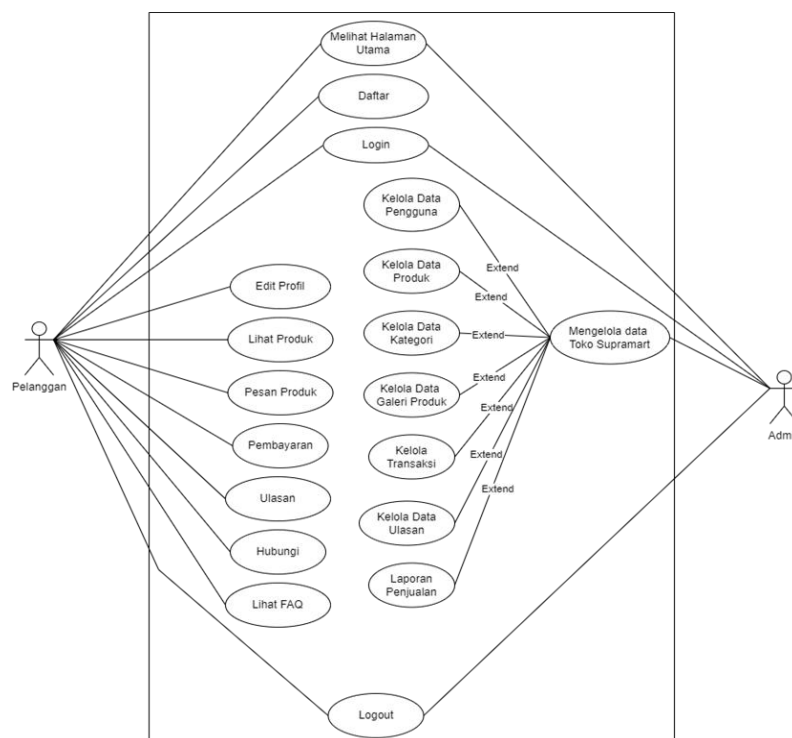 Melihat Halaman
Utama
Daftar
Login
Kelola Data
Pengguna
Extend
Kelola Data
Produk
Extend
Edit Profil
Kelola Data
Kategori
Extend
Mengelola data
Toko Supramart
Lihat Produk
Pelanggan
Kelola Data
Galeri Produk
Extend
Pesan Produk
Extend
Adm
Pembayaran
Kelola
Transaksi
Extend
Ulasan
Extend
Kelola Data
Ulasan
Hubungi
Laporan
Penjualan
Lihat FAQ
Logout